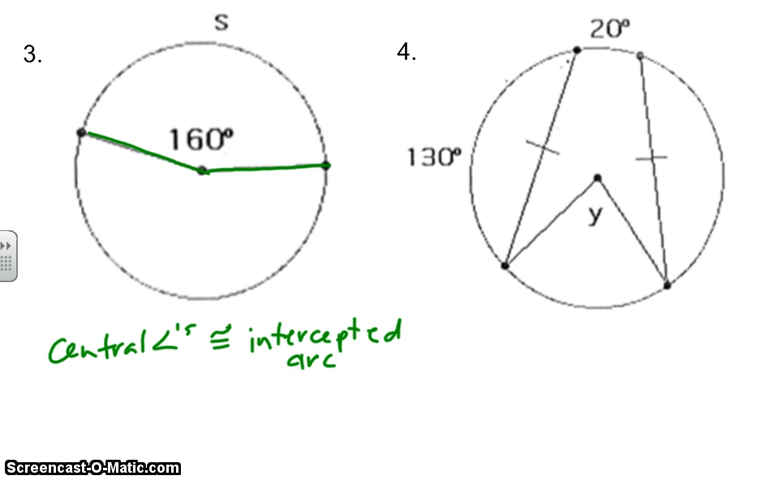 3.
S
160°
Central ∠'s ≅ intercepted
arc
4.
20°
130°
y
Screencast-O-Matic.com